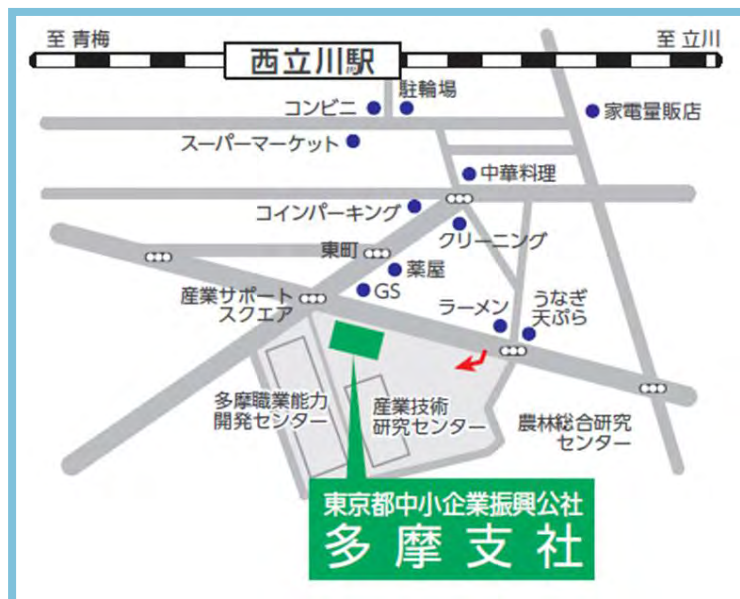 至 青梅
西立川駅
至 立川
コンビニ
駐輪場
家電量販店
スーパーマーケット
中華料理
コインパーキング
クリーニング
東町
薬屋
GS
産業サポート
スクエア
ラーメン
うなぎ
天ぷら
多摩職業能力
開発センター
産業技術
研究センター
農林総合研究
センター
東京都中小企業振興公社
多摩支社